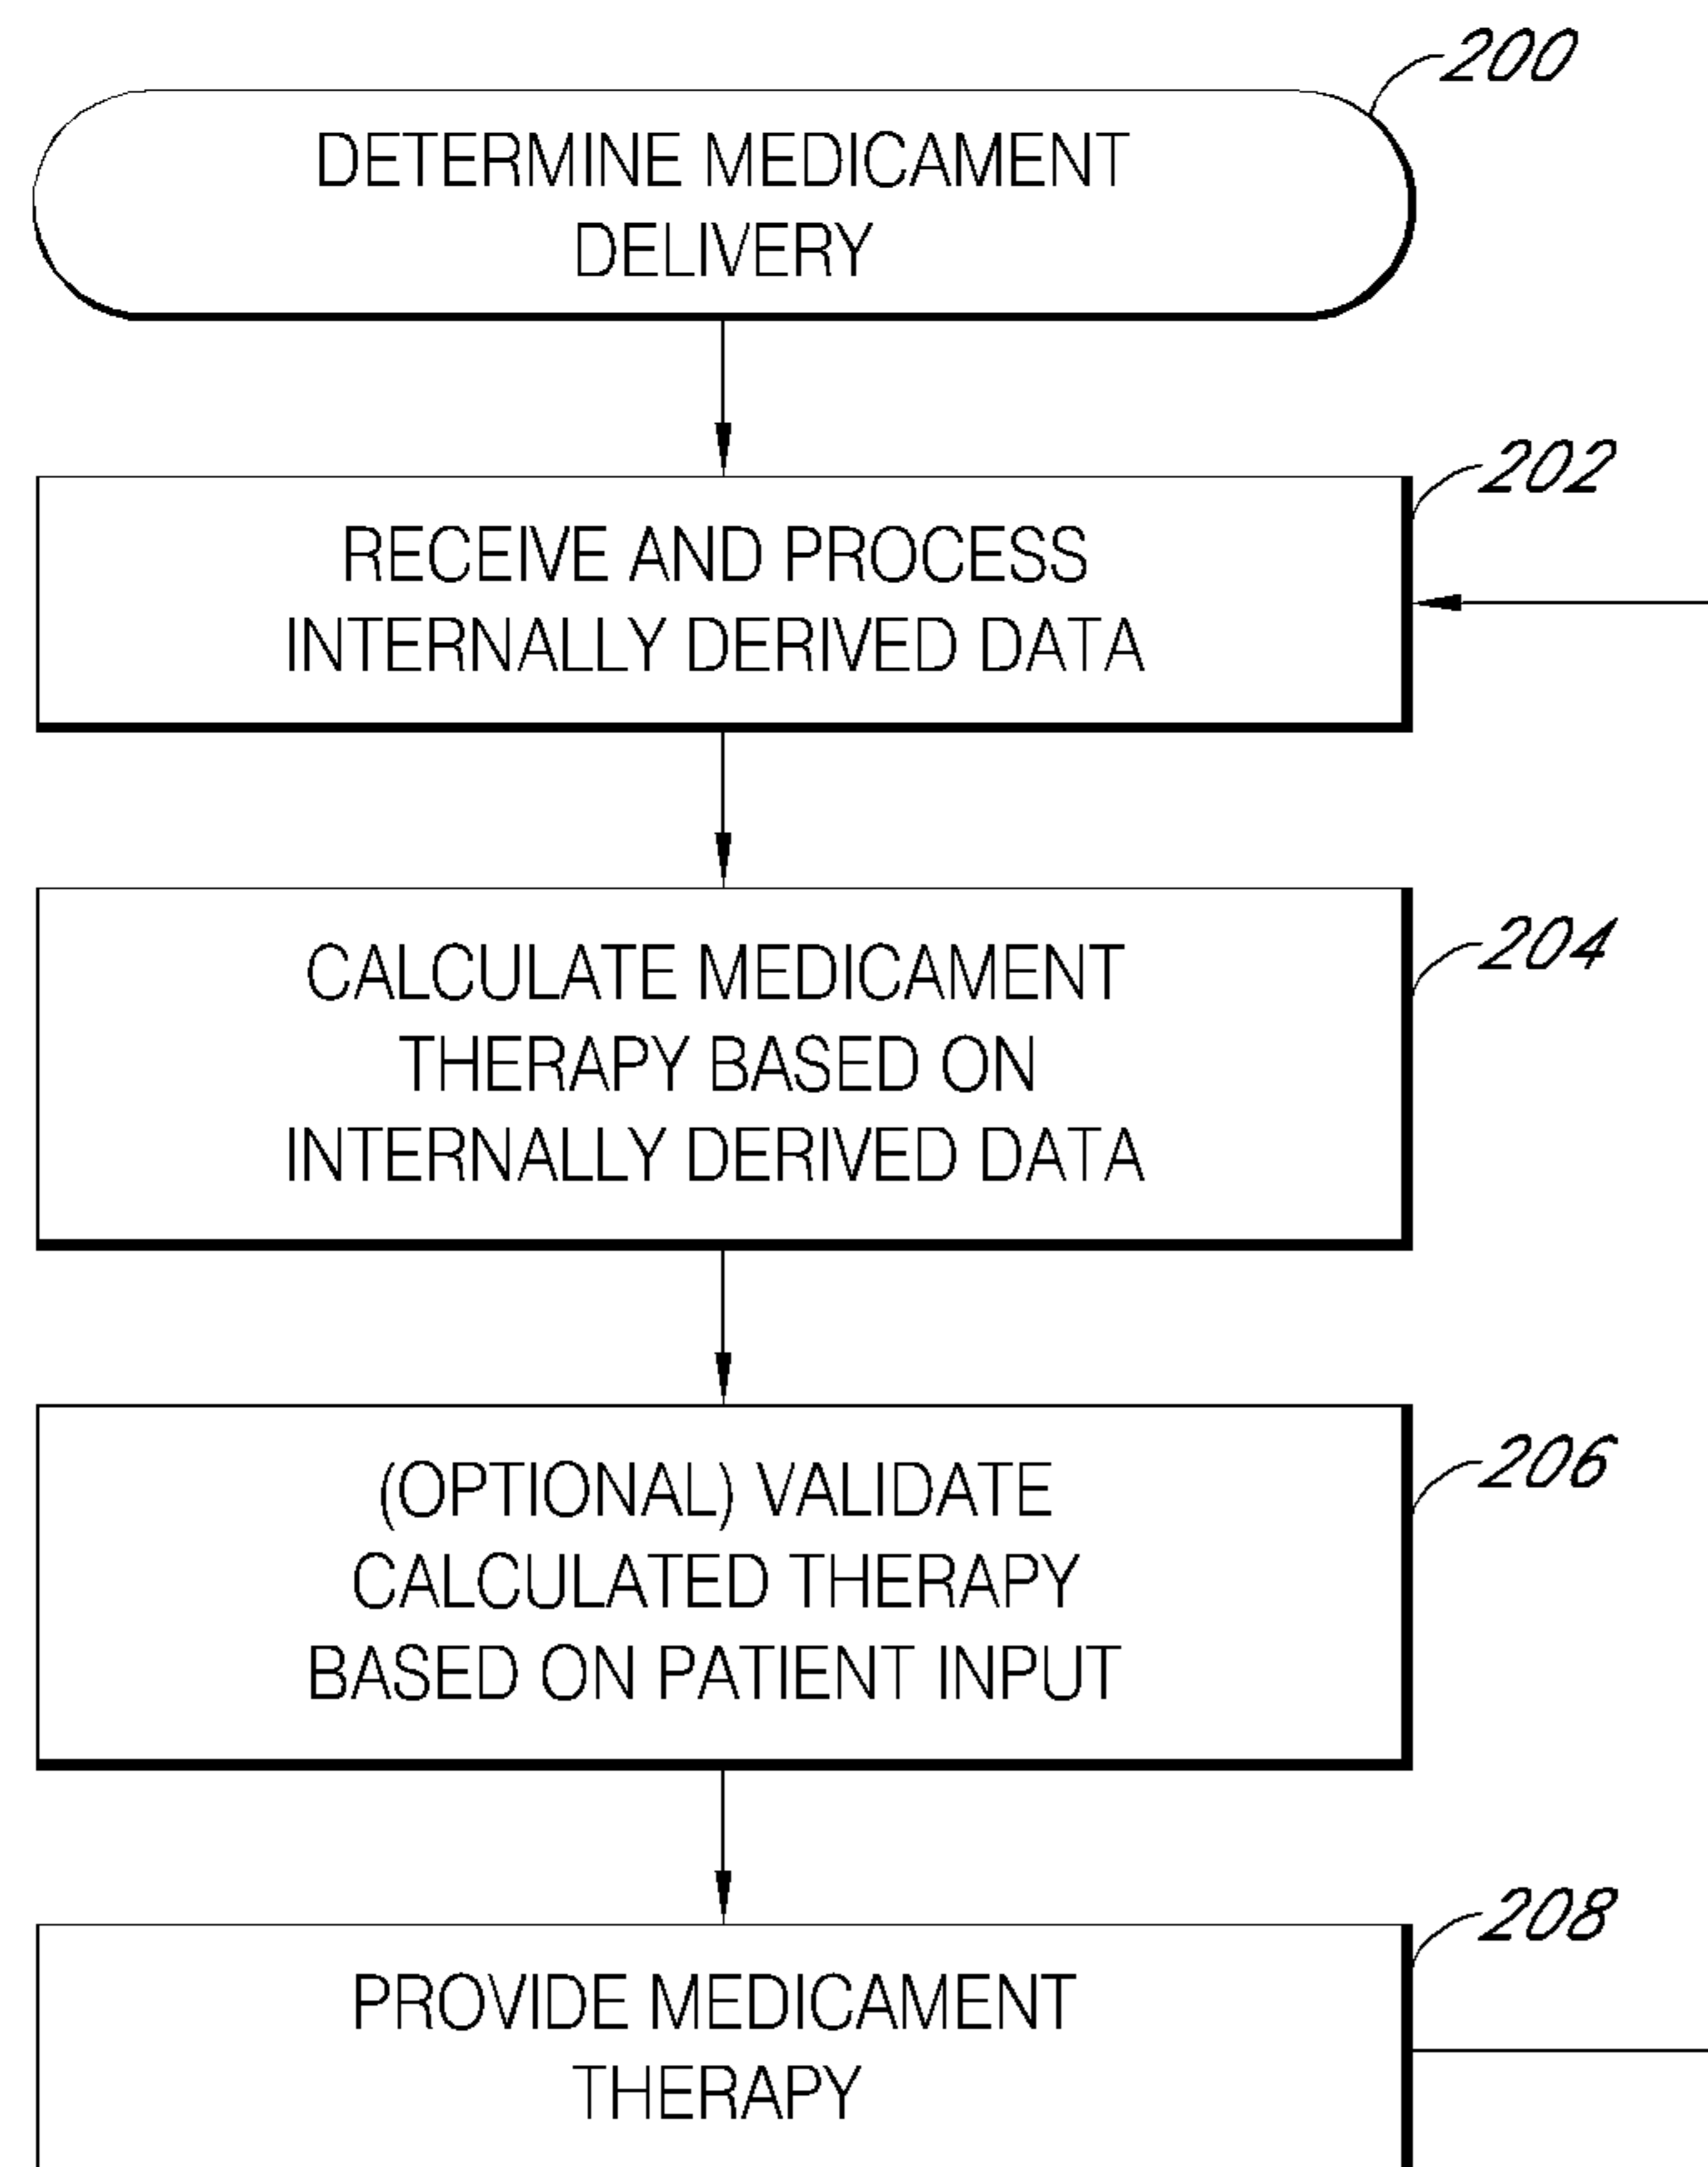 200
DETERMINE MEDICAMENT
DELIVERY
202
RECEIVE AND PROCESS
INTERNALLY DERIVED DATA
204
CALCULATE MEDICAMENT
THERAPY BASED ON
INTERNALLY DERIVED DATA
206
(OPTIONAL) VALIDATE
CALCULATED THERAPY
BASED ON PATIENT INPUT
208
PROVIDE MEDICAMENT
THERAPY